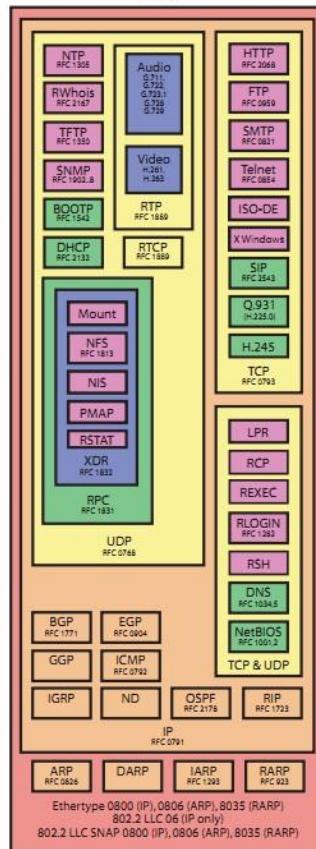 NTP
RFC 1305
RWhois
RFC 2167
TFTP
RFC 1350
SNMP
RFC 1902..8
BOOTP
RFC 1542
DHCP
RFC 2132
Audio
G.711,
G.722,
G.723.1
G.728
G.729
Video
H.261,
H.263
RTP
RFC 1889
RTCP
RFC 1889
Mount
NFS
RFC 1813
NIS
PMAP
RSTAT
XDR
RFC 1832
RPC
RFC 1831
UDP
RFC 0768
HTTP
RFC 2068
FTP
RFC 0959
SMTP
RFC 0821
Telnet
RFC 0854
ISO-DE
X Windows
SIP
RFC 2543
Q.931
(H.225.0)
H.245
TCP
RFC 0793
LPR
RCP
REXEC
RLOGIN
RFC 1282
RSH
DNS
RFC 1034,5
NetBIOS
RFC 1001,2
TCP & UDP
BGP
RFC 1771
EGP
RFC 0904
GGP
ICMP
RFC 0792
IGRP
ND
OSPF
RFC 2178
RIP
RFC 1723
IP
RFC 0791
ARP
RFC 0826
DARP
IARP
RFC 1293
RARP
RFC 923
Ethertype 0800 (IP), 0806 (ARP), 8035 (RARP)
802.2 LLC 06 (IP only)
802.2 LLC SNAP 0800 (IP), 0806 (ARP), 8035 (RARP)